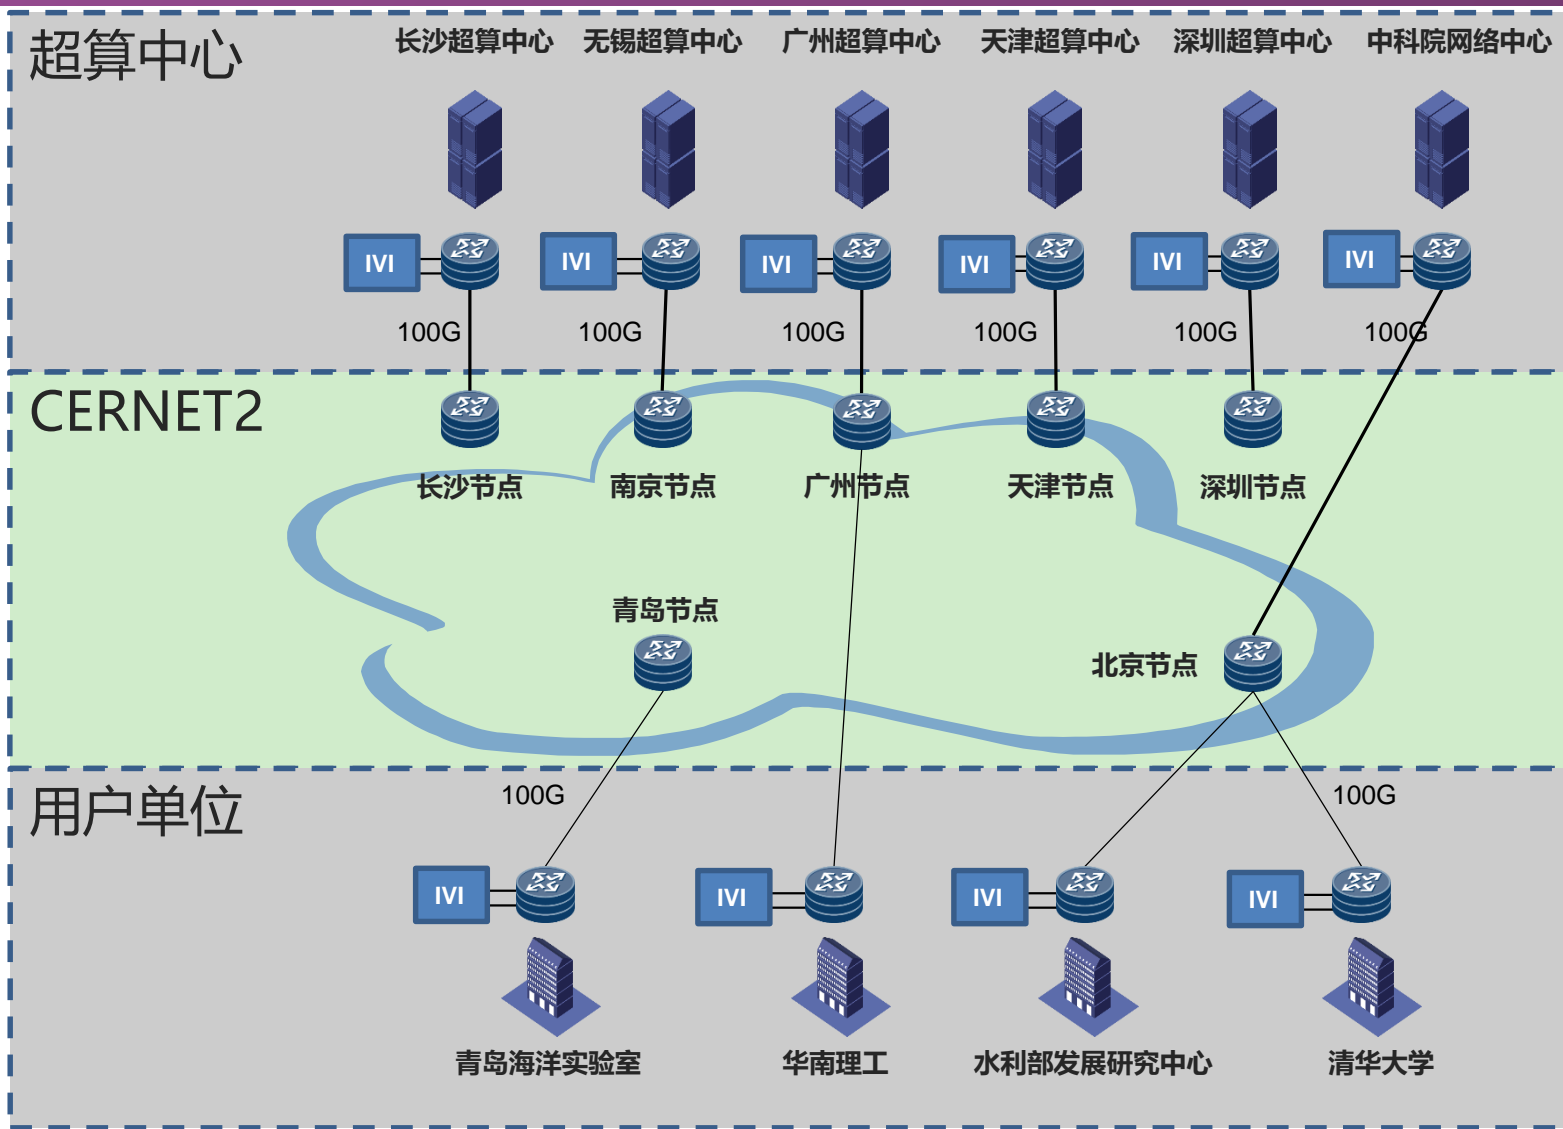 超算中心
长沙超算中心 无锡超算中心 广州超算中心 天津超算中心 深圳超算中心 中科院网络中心
IVI IVI IVI IVI IVI IVI
100G 100G 100G 100G 100G 100G
CERNET2
长沙节点 南京节点 广州节点 天津节点 深圳节点
青岛节点
北京节点
用户单位
100G 100G
IVI IVI IVI IVI
青岛海洋实验室 华南理工 水利部发展研究中心 清华大学